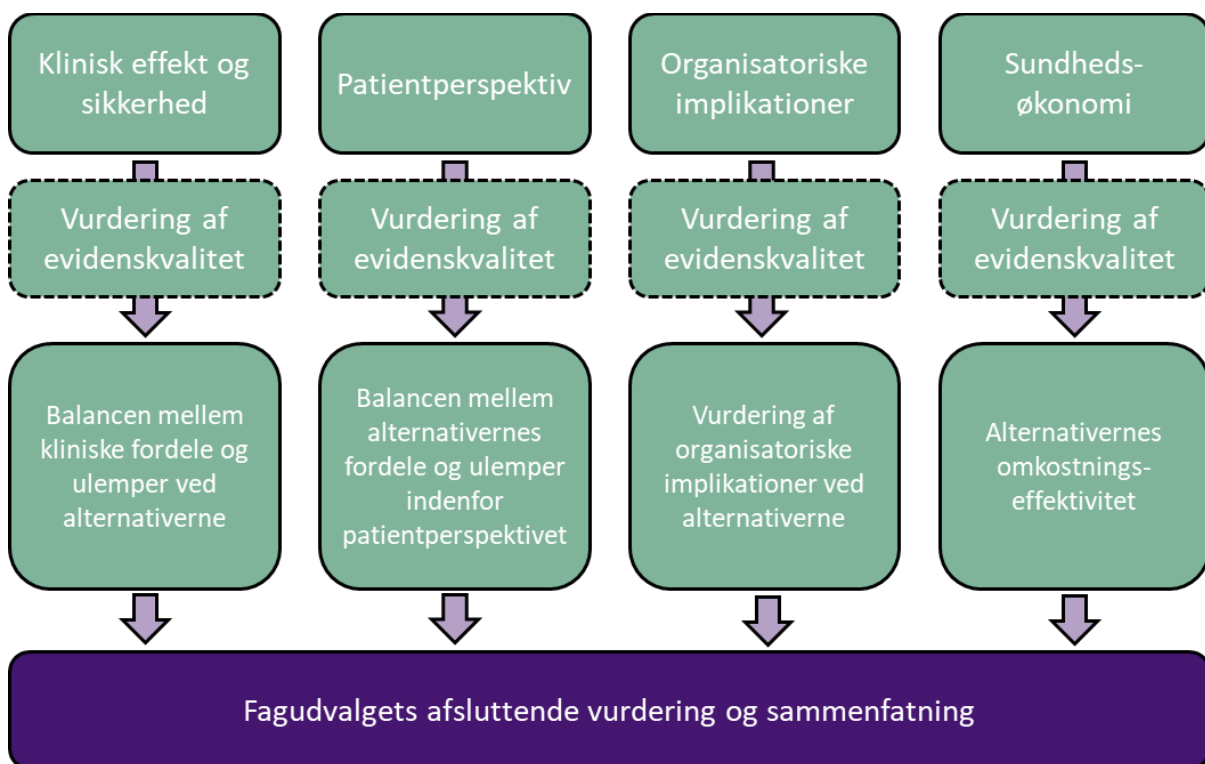 Klinisk effekt og
sikkerhed
Patientperspektiv
Organisatoriske
implikationer
Sundheds-
økonomi
Vurdering af
evidenskvalitet
Vurdering af
evidenskvalitet
Vurdering af
evidenskvalitet
Vurdering af
evidenskvalitet
Balancen mellem
kliniske fordele og
ulemper ved
alternativerne
Balancen mellem
alternativernes
fordele og ulemper
indenfor
patientperspektivet
Vurdering af
organisatoriske
implikationer ved
alternativerne
Alternativernes
omkostnings-
effektivitet
Fagudvalgets afsluttende vurdering og sammenfatning